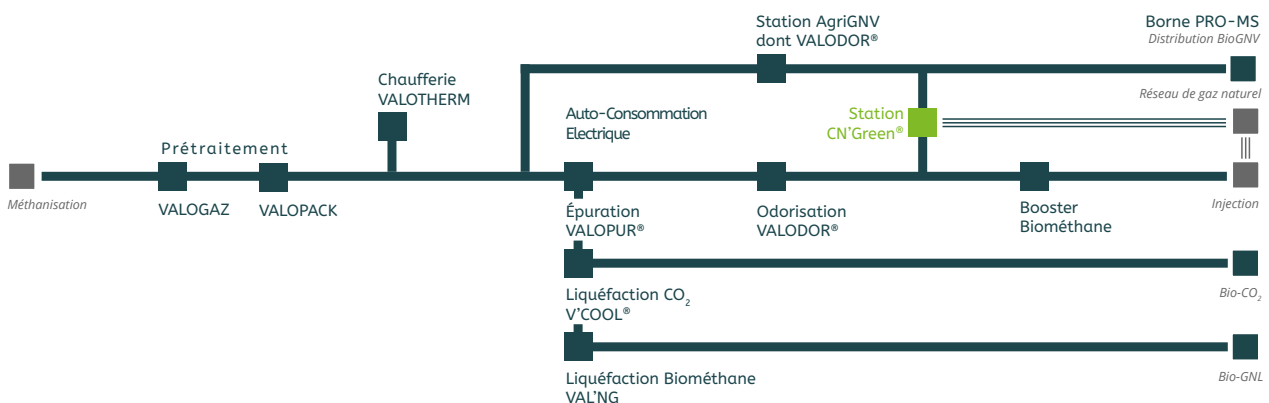 Station AgriGNV
dont VALODOR®
Borne PRO-MS
Distribution BioGNV
Chaufferie
VALOTHERM
Réseau de gaz naturel
Auto-Consommation
Electrique
Station
CN'Green®
Prétraitement
Méthanisation
VALOGAZ
VALOPACK
Épuration
VALOPUR®
Odorisation
VALODOR®
Booster
Biométhane
Injection
Liquéfaction CO₂
V'COOL®
Bio-CO₂
Liquéfaction Biométhane
VAL'NG
Bio-GNL